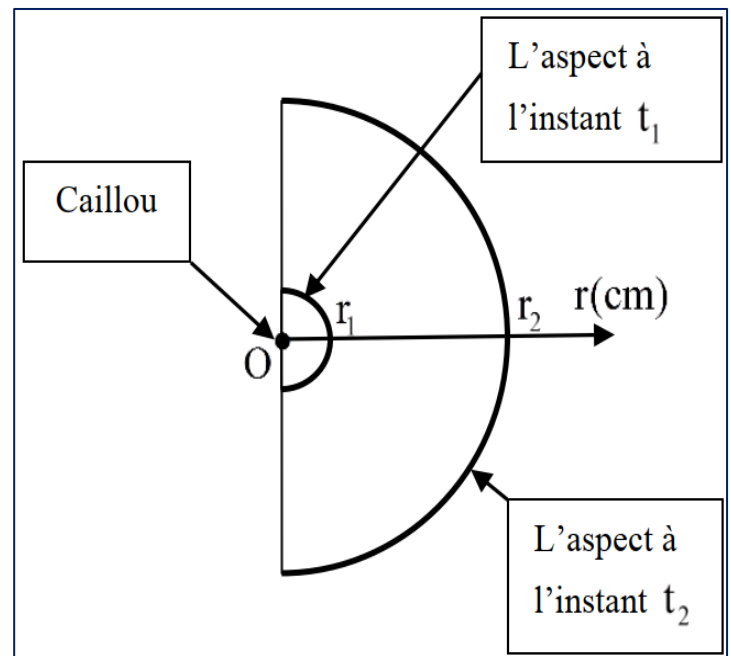 L’aspect à
l’instant t₁
Caillou
r₁
r₂
r(cm)
O
L’aspect à
l’instant t₂